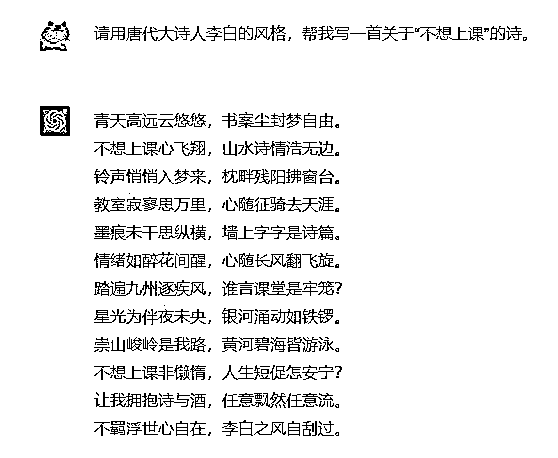 请用唐代大诗人李白的风格，帮我写一首关于“不想上课”的诗。
青天高远云悠悠，书案尘封梦自由。
不想上课心飞翔，山水诗情浩无边。
铃声悄悄入梦来，枕畔残阳拂窗台。
教室寂寥思万里，心随征骑去天涯。
墨痕未干思纵横，墙上字字是诗篇。
情绪如醉花间醒，心随长风翻飞旋。
踏遍九州逐疾风，谁言课堂是牢笼？
星光为伴夜未央，银河涌动如铁锣。
崇山峻岭是我路，黄河碧海皆游泳。
不想上课非懒惰，人生短促怎安宁？
让我拥抱诗与酒，任意飘然任意流。
不羁浮世心自在，李白之风自刮过。